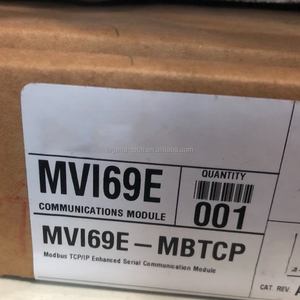 MVI69E
COMMUNICATIONS MODULE
QUANTITY
001
MVI69E-MBTCP
Modbus TCP/IP Enhanced Serial Communication Module
CAT. REV.